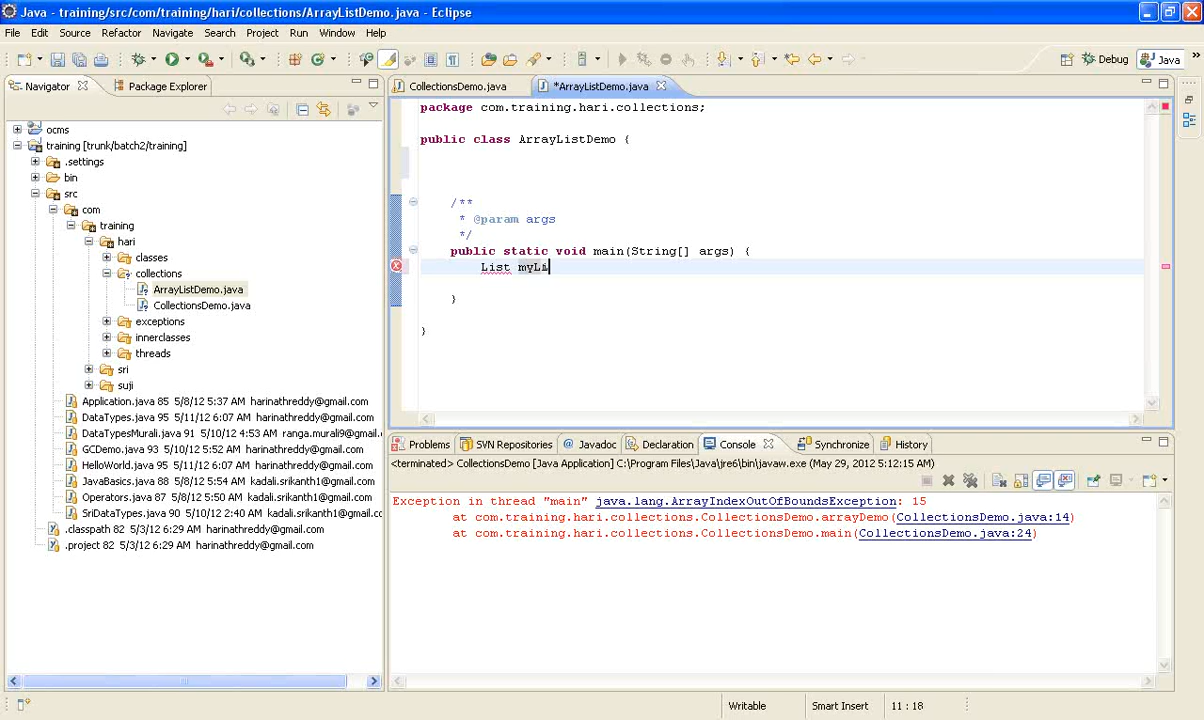 Java - training/src/com/training/hari/collections/ArrayListDemo.java - Eclipse
File Edit Source Refactor Navigate Search Project Run Window Help
Debug Java
Navigator Package Explorer
CollectionsDemo.java *ArrayListDemo.java
ocms
training [trunk/batch2/training]
.settings
bin
src
com
training
hari
classes
collections
ArrayListDemo.java
CollectionsDemo.java
exceptions
innerclasses
threads
sri
suji
Application.java 85 5/8/12 5:37 AM harinathreddy@gmail.com
DataTypes.java 95 5/11/12 6:07 AM harinathreddy@gmail.com
DataTypesMurali.java 91 5/10/12 4:53 AM ranga.murali9@gmail.com
GCDemo.java 90 5/10/12 5:52 AM harinathreddy@gmail.com
HelloWorld.java 95 5/11/12 6:07 AM harinathreddy@gmail.com
JavaBasics.java 88 5/8/12 5:54 AM kadali.srikanth1@gmail.com
Operators.java 87 5/8/12 5:50 AM kadali.srikanth1@gmail.com
SriDataTypes.java 90 5/10/12 2:40 AM kadali.srikanth1@gmail.com
.classpath 82 5/3/12 6:29 AM harinathreddy@gmail.com
.project 82 5/3/12 6:29 AM harinathreddy@gmail.com
package com.training.hari.collections;
public class ArrayListDemo {
/**
* @param args
*/
public static void main(String[] args) {
List myLi
}
}
Problems SVN Repositories @ Javadoc Declaration Console Synchronize History
<terminated> CollectionsDemo [Java Application] C:\Program Files\Java\jre6\bin\javaw.exe (May 29, 2012 5:12:15 AM)
Exception in thread "main" java.lang.ArrayIndexOutOfBoundsException: 15
at com.training.hari.collections.CollectionsDemo.arrayDemo(CollectionsDemo.java:14)
at com.training.hari.collections.CollectionsDemo.main(CollectionsDemo.java:24)
Writable Smart Insert 11 : 18